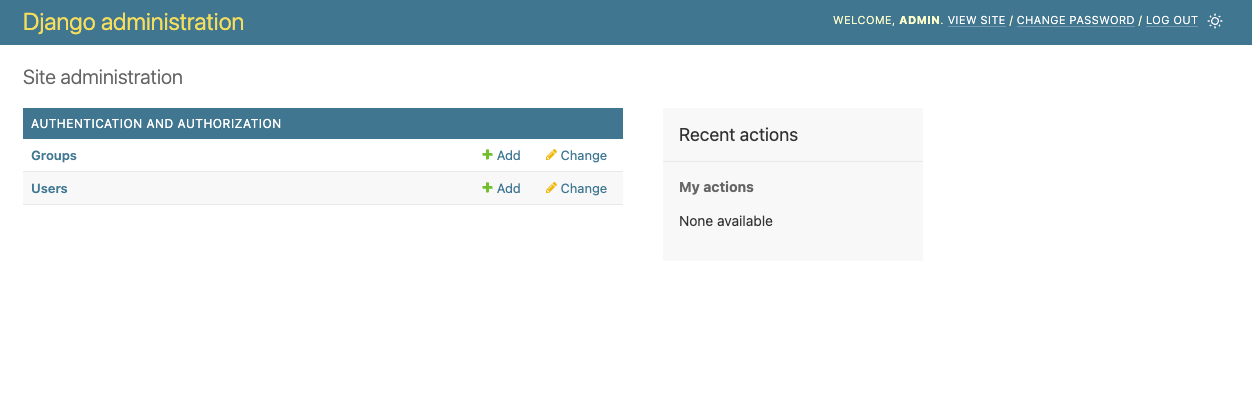 Django administration
WELCOME, ADMIN. VIEW SITE / CHANGE PASSWORD / LOG OUT
Site administration
AUTHENTICATION AND AUTHORIZATION
Groups Add Change
Users Add Change
Recent actions
My actions
None available